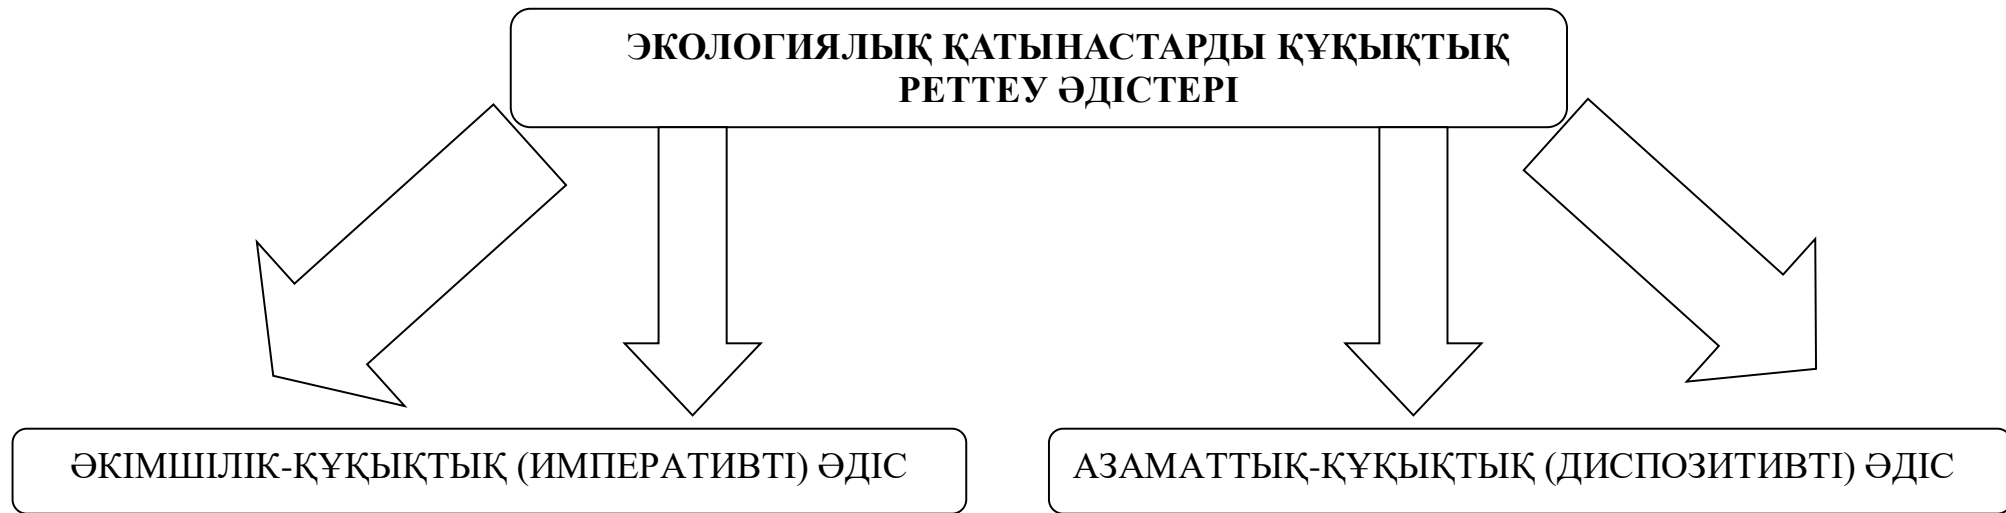 ЭКОЛОГИЯЛЫҚ ҚАТЫНАСТАРДЫ ҚҰҚЫҚТЫҚ
РЕТТЕУ ӘДІСТЕРІ
ӘКІМШІЛІК-ҚҰҚЫҚТЫҚ (ИМПЕРАТИВТІ) ӘДІС
АЗАМАТТЫҚ-ҚҰҚЫҚТЫҚ (ДИСПОЗИТИВТІ) ӘДІС